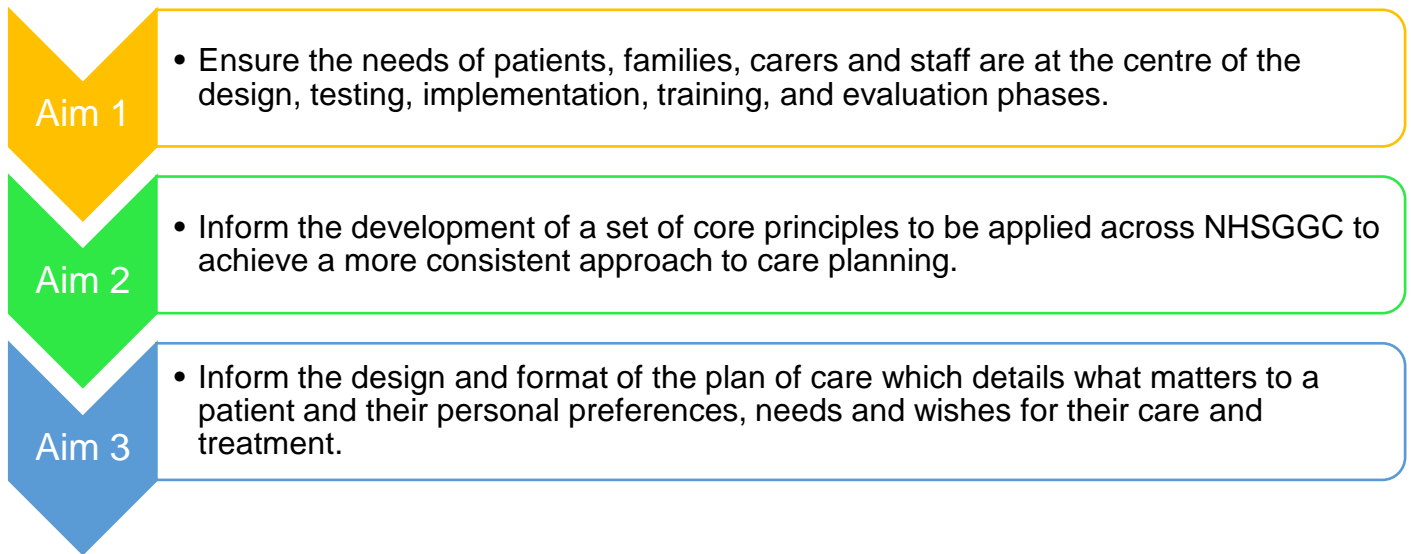 Aim 1
• Ensure the needs of patients, families, carers and staff are at the centre of the
design, testing, implementation, training, and evaluation phases.
Aim 2
• Inform the development of a set of core principles to be applied across NHSGGC to
achieve a more consistent approach to care planning.
Aim 3
• Inform the design and format of the plan of care which details what matters to a
patient and their personal preferences, needs and wishes for their care and
treatment.